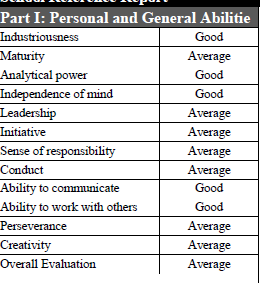 School Reference Report
Part I: Personal and General Abilitie
Industriousness Good
Maturity Average
Analytical power Good
Independence of mind Good
Leadership Average
Initiative Average
Sense of responsibility Average
Conduct Average
Ability to communicate Good
Ability to work with others Good
Perseverance Average
Creativity Average
Overall Evaluation Average